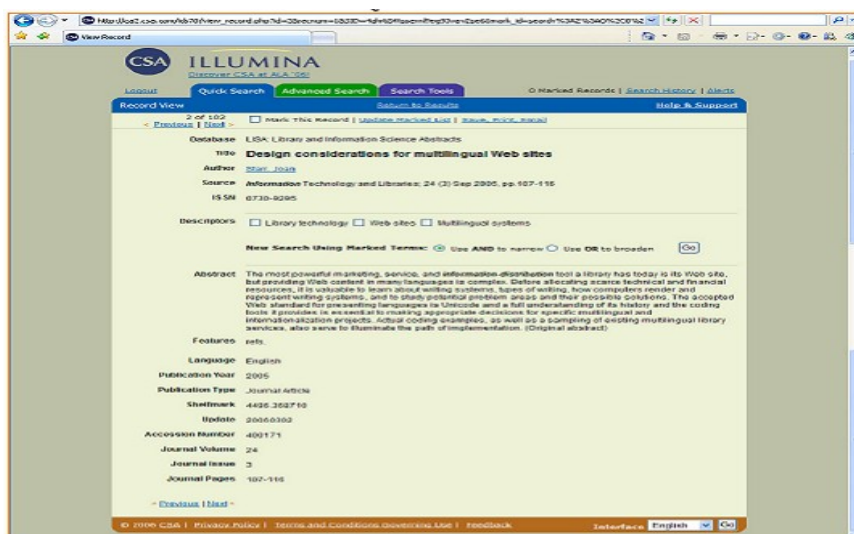 View Record
CSA ILLUMINA
Discover CSA at ALA '06!
Logout Quick Search Advanced Search Search Tools 0 Marked Records | Search History | Alerts
Record View Return to Results Help & Support
2 of 102 Mark This Record | Update Marked List | Save, Print, Email
< Previous | Next >
Database LISA: Library and Information Science Abstracts
Title Design considerations for multilingual Web sites
Author Starr, Joan
Source Information Technology and Libraries; 24 (3) Sep 2005, pp.107-116
ISSN 0730-9295
Descriptors Library technology Web sites Multilingual systems
New Search Using Marked Terms: Use AND to narrow Use OR to broaden Go
Abstract The most powerful marketing, service, and information-distribution tool a library has today is its Web site,
but providing Web content in many languages is complex. Before allocating scarce technical and financial
resources, it is valuable to learn about writing systems, types of writing, how computers render and
represent writing systems, and to study potential problem areas and their possible solutions. The accepted
Web standard for presenting languages is Unicode and a full understanding of its history and the coding
tools it provides is essential to making appropriate decisions for specific multilingual and
internationalization projects. Actual coding examples, as well as a sampling of existing multilingual library
services, also serve to illuminate the path of implementation. (Original abstract)
Features refs.
Language English
Publication Year 2005
Publication Type Journal Article
Shelfmark
Update 20060302
Accession Number 400171
Journal Volume 24
Journal Issue 3
Journal Pages 107-116
< Previous | Next >
© 2006 CSA | Privacy Policy | Terms and Conditions Governing Use | Feedback Interface English Go